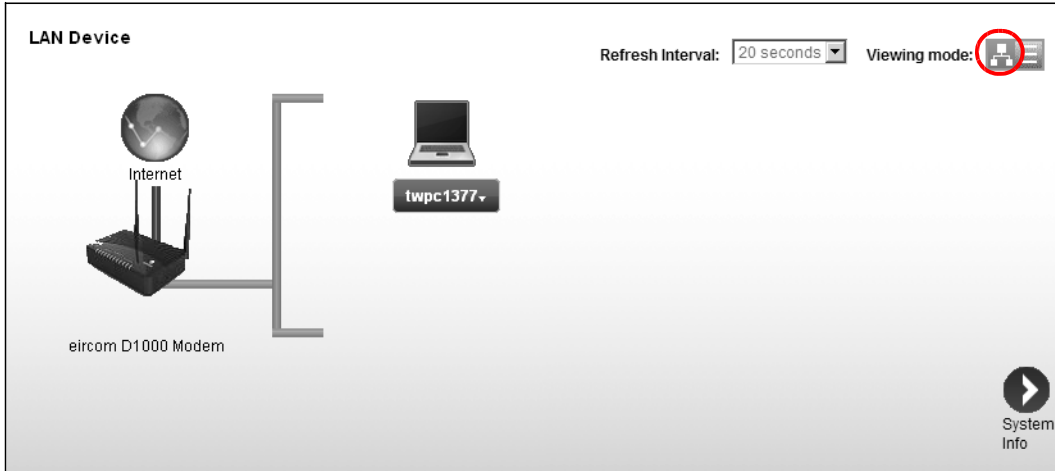 LAN Device
Refresh Interval:
20 seconds
Viewing mode:
Internet
twpc1377
eircom D1000 Modem
System
Info